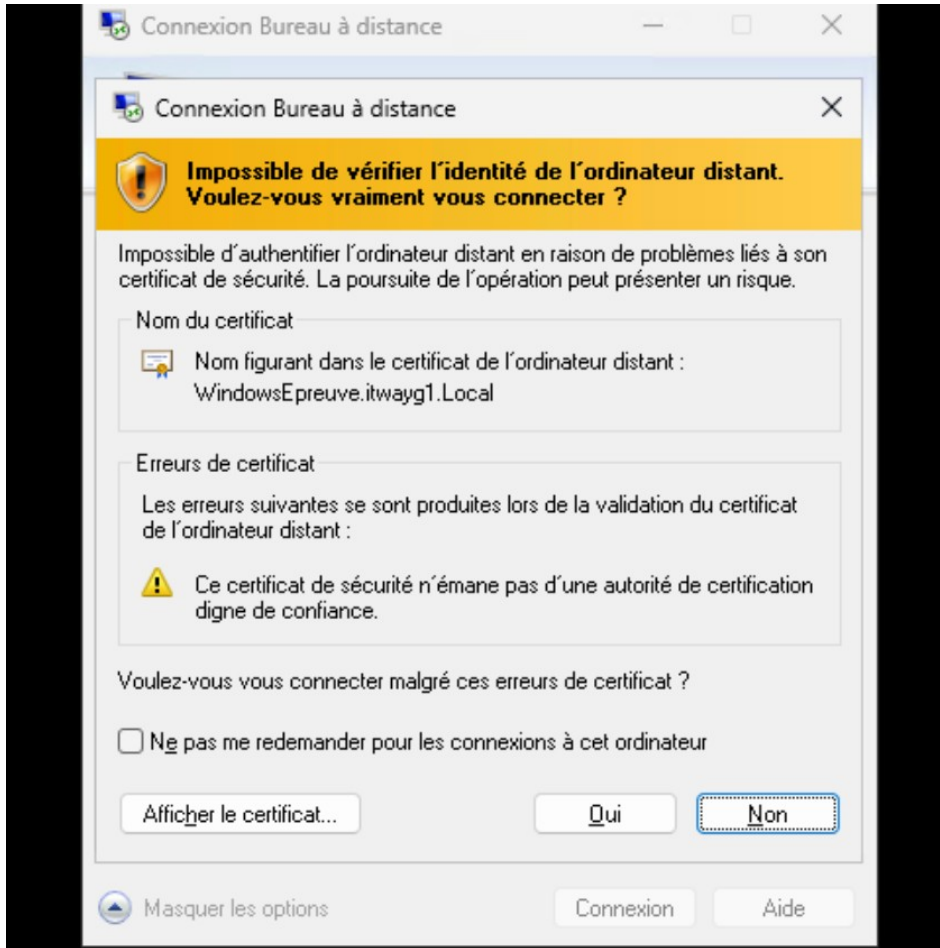 Connexion Bureau à distance
Connexion Bureau à distance
Impossible de vérifier l'identité de l'ordinateur distant.
Voulez-vous vraiment vous connecter ?
Impossible d'authentifier l'ordinateur distant en raison de problèmes liés à son
certificat de sécurité. La poursuite de l'opération peut présenter un risque.
Nom du certificat
Nom figurant dans le certificat de l'ordinateur distant :
WindowsEpreuve.itwayg1.Local
Erreurs de certificat
Les erreurs suivantes se sont produites lors de la validation du certificat
de l'ordinateur distant :
Ce certificat de sécurité n'émane pas d'une autorité de certification
digne de confiance.
Voulez-vous vous connecter malgré ces erreurs de certificat ?
Ne pas me redemander pour les connexions à cet ordinateur
Afficher le certificat... Oui Non
Masquer les options Connexion Aide